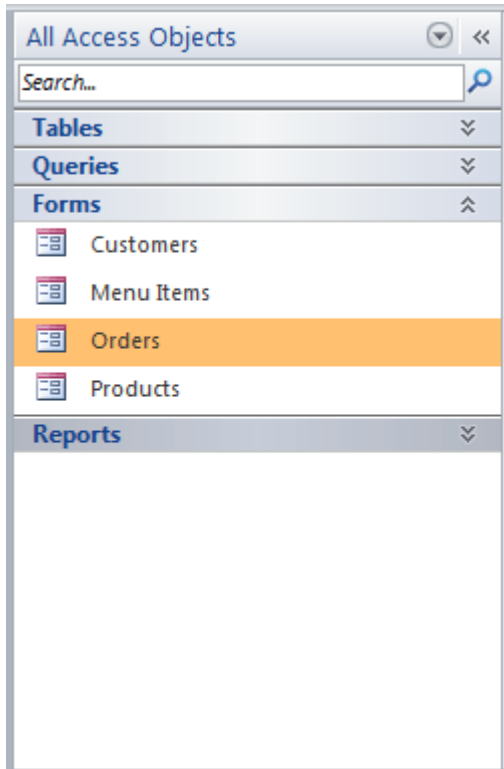 All Access Objects
Search...
Tables
Queries
Forms
Customers
Menu Items
Orders
Products
Reports